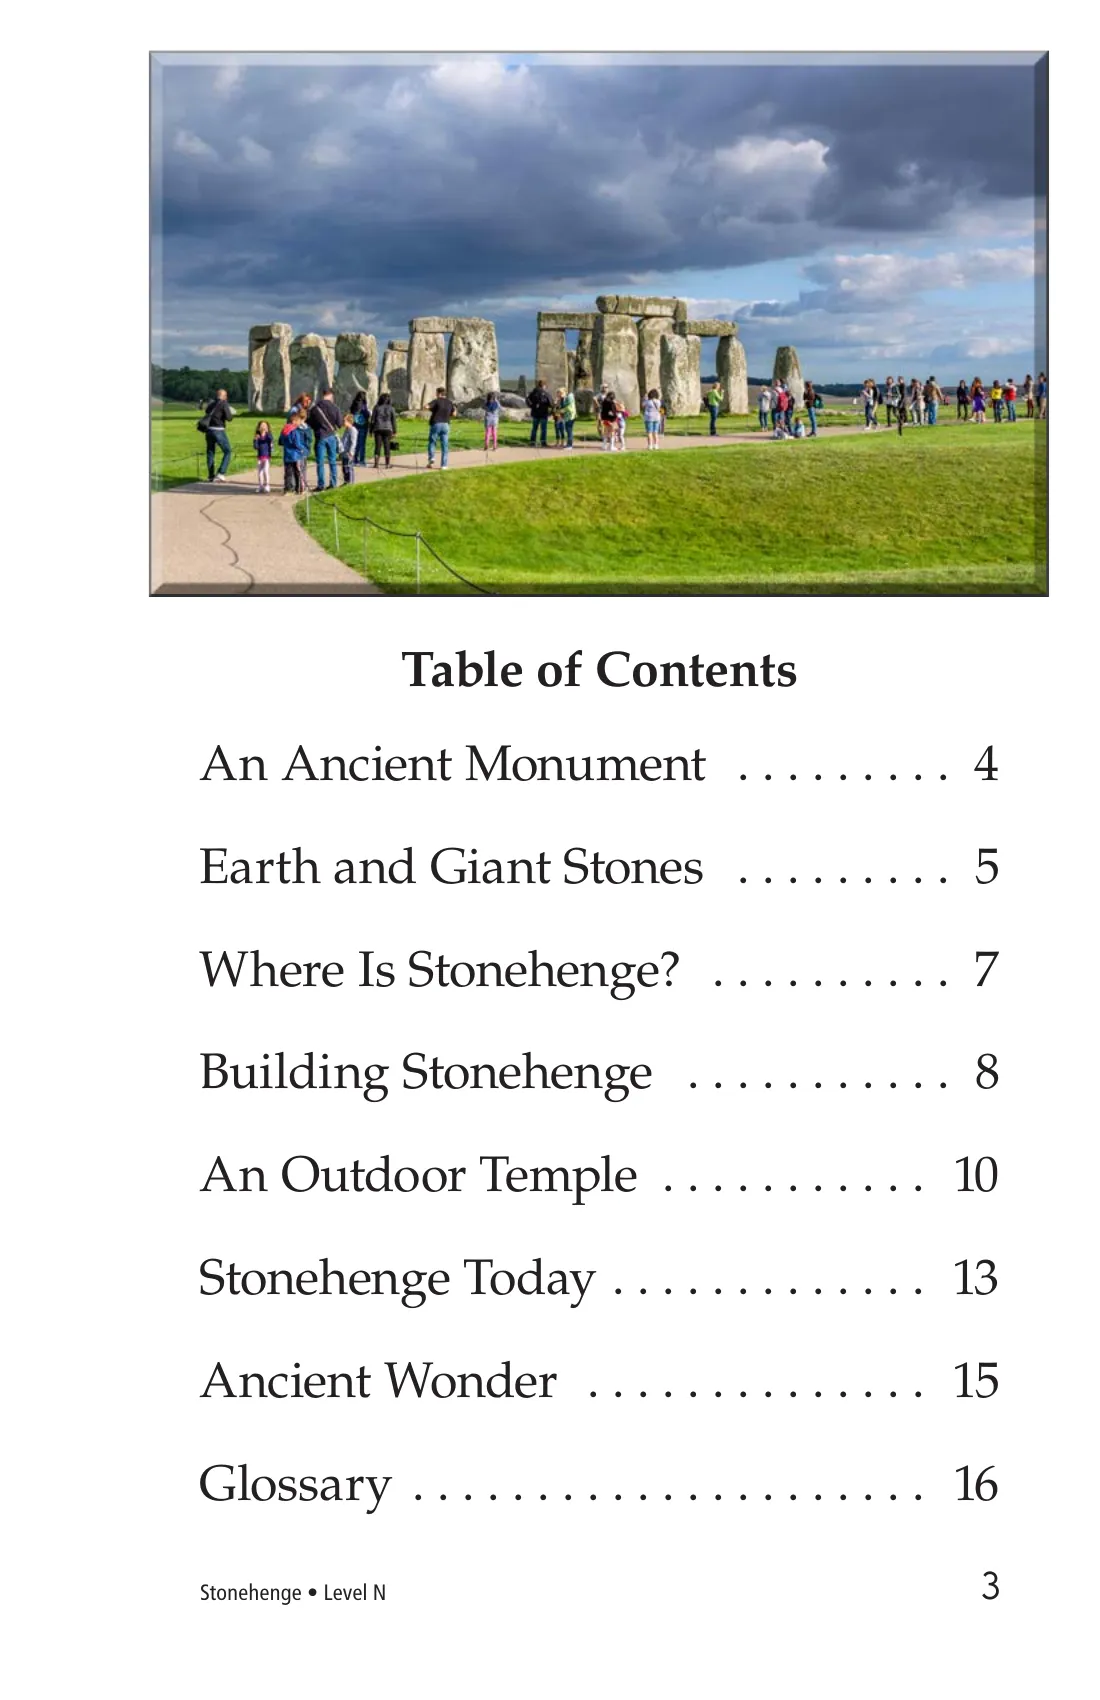 Table of Contents
An Ancient Monument . . . . . . . . . 4
Earth and Giant Stones . . . . . . . . . 5
Where Is Stonehenge? . . . . . . . . . . 7
Building Stonehenge . . . . . . . . . . . 8
An Outdoor Temple . . . . . . . . . . . 10
Stonehenge Today . . . . . . . . . . . . . 13
Ancient Wonder . . . . . . . . . . . . . . 15
Glossary . . . . . . . . . . . . . . . . . . . . . 16
Stonehenge • Level N 3